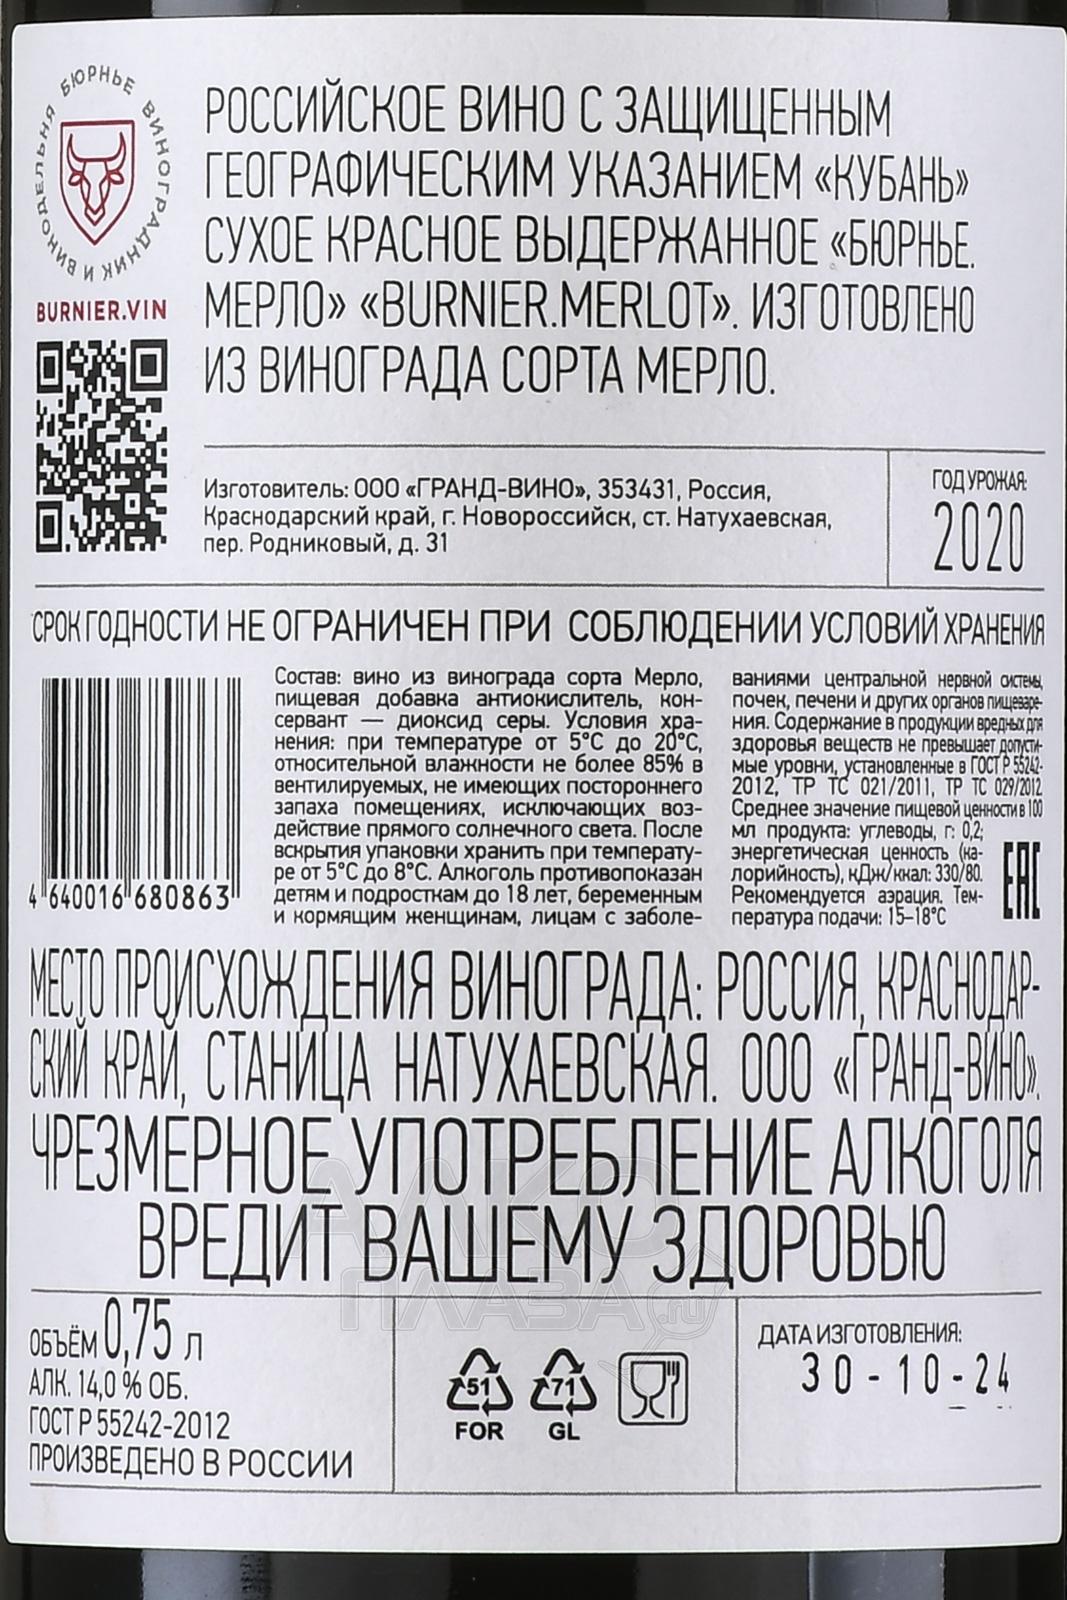 ВИНОГРАДНИК И ВИНОДЕЛЬНЯ БЮРНЬЕ
BURNIER.VIN
РОССИЙСКОЕ ВИНО С ЗАЩИЩЕННЫМ
ГЕОГРАФИЧЕСКИМ УКАЗАНИЕМ «КУБАНЬ»
СУХОЕ КРАСНОЕ ВЫДЕРЖАННОЕ «БЮРНЬЕ.
МЕРЛО» «BURNIER.MERLOT». ИЗГОТОВЛЕНО
ИЗ ВИНОГРАДА СОРТА МЕРЛО.
Изготовитель: ООО «ГРАНД-ВИНО», 353431, Россия,
Краснодарский край, г. Новороссийск, ст. Натухаевская,
пер. Родниковый, д. 31
ГОД УРОЖАЯ:
2020
СРОК ГОДНОСТИ НЕ ОГРАНИЧЕН ПРИ СОБЛЮДЕНИИ УСЛОВИЙ ХРАНЕНИЯ
4 640016 680863
Состав: вино из винограда сорта Мерло,
пищевая добавка антиокислитель, кон-
сервант — диоксид серы. Условия хра-
нения: при температуре от 5°С до 20°С,
относительной влажности не более 85% в
вентилируемых, не имеющих постороннего
запаха помещениях, исключающих воз-
действие прямого солнечного света. После
вскрытия упаковки хранить при температу-
ре от 5°С до 8°С. Алкоголь противопоказан
детям и подросткам до 18 лет, беременным
и кормящим женщинам, лицам с заболе-
ваниями центральной нервной системы,
почек, печени и других органов пищеваре-
ния. Содержание в продукции вредных для
здоровья веществ не превышает допусти-
мые уровни, установленные в ГОСТ Р 55242-
2012, ТР ТС 021/2011, ТР ТС 029/2012.
Среднее значение пищевой ценности в 100
мл продукта: углеводы, г: 0,2;
энергетическая ценность (ка-
лорийность), кДж/ккал: 330/80.
Рекомендуется аэрация. Тем-
пература подачи: 15–18°С
EAC
МЕСТО ПРОИСХОЖДЕНИЯ ВИНОГРАДА: РОССИЯ, КРАСНОДАР-
СКИЙ КРАЙ, СТАНИЦА НАТУХАЕВСКАЯ. ООО «ГРАНД-ВИНО».
ЧРЕЗМЕРНОЕ УПОТРЕБЛЕНИЕ АЛКОГОЛЯ
ВРЕДИТ ВАШЕМУ ЗДОРОВЬЮ
АЛКО
ПЛАЗА.ru
ОБЪЁМ 0,75 л
АЛК. 14,0 % ОБ.
ГОСТ Р 55242-2012
ПРОИЗВЕДЕНО В РОССИИ
51
FOR
71
GL
ДАТА ИЗГОТОВЛЕНИЯ:
30-10-24